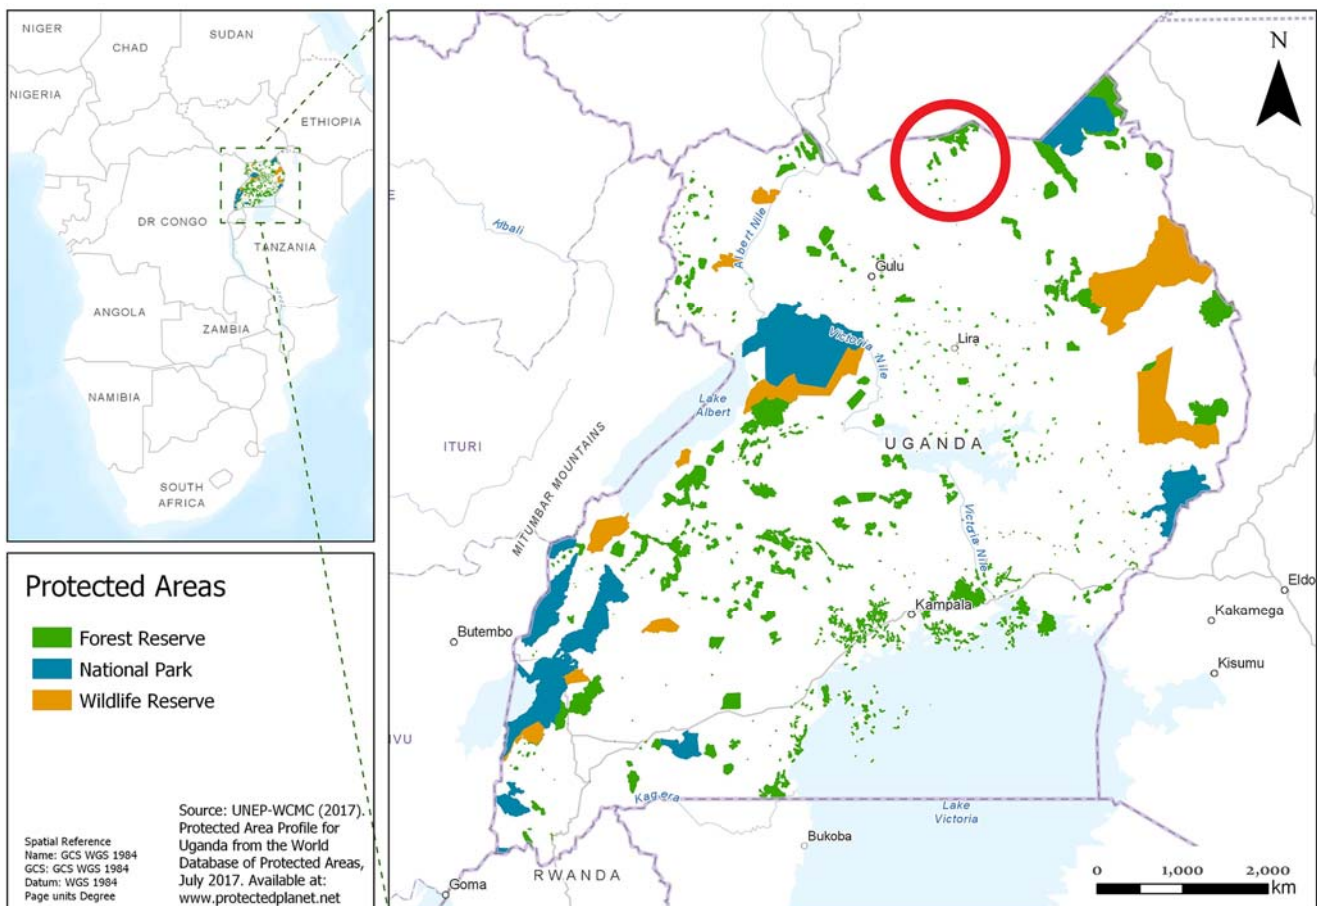 NIGER
CHAD
SUDAN
NIGERIA
ETHIOPIA
DR CONGO
TANZANIA
ANGOLA
ZAMBIA
NAMIBIA
SOUTH
AFRICA
Protected Areas
Forest Reserve
National Park
Wildlife Reserve
Spatial Reference
Name: GCS WGS 1984
GCS: GCS WGS 1984
Datum: WGS 1984
Page units Degree
Source: UNEP-WCMC (2017).
Protected Area Profile for
Uganda from the World
Database of Protected Areas,
July 2017. Available at:
www.protectedplanet.net
N
E
Albali
Albert Nile
Gulu
Victoria Nile
Lira
Lake
Albert
ITURI
MITUMBAR MOUNTAINS
UGANDA
Victoria Nile
Kampala
Butembo
Eldo
Kakamega
Kisumu
IVU
Kagera
Lake
Victoria
Bukoba
RWANDA
Goma
0 1,000 2,000
km